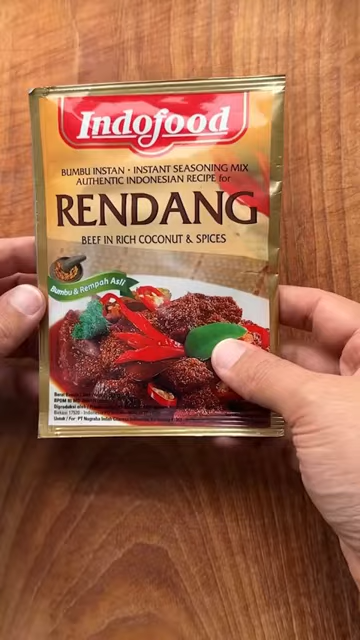 Indofood
BUMBU INSTAN • INSTANT SEASONING MIX
AUTHENTIC INDONESIAN RECIPE for
RENDANG
BEEF IN RICH COCONUT & SPICES
Bumbu & Rempah Asli